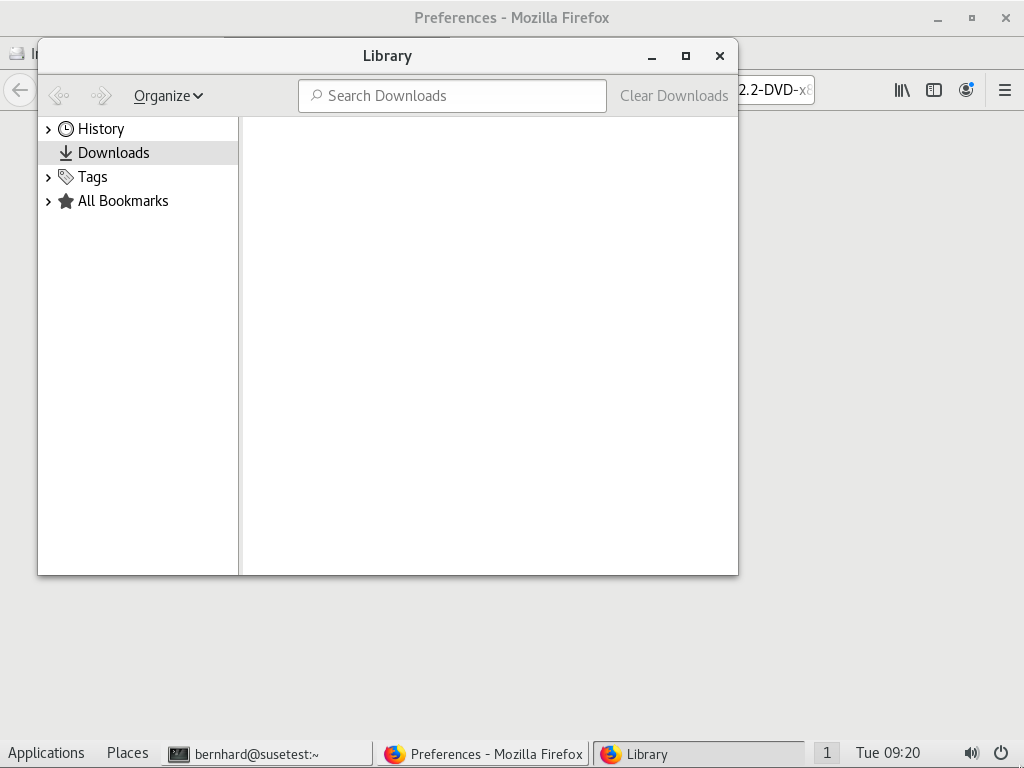 Preferences - Mozilla Firefox
Library
Organize
Search Downloads
Clear Downloads
2.2-DVD-x8
History
Downloads
Tags
All Bookmarks
Applications
Places
bernhard@susetest:~
Preferences - Mozilla Firefox
Library
1
Tue 09:20